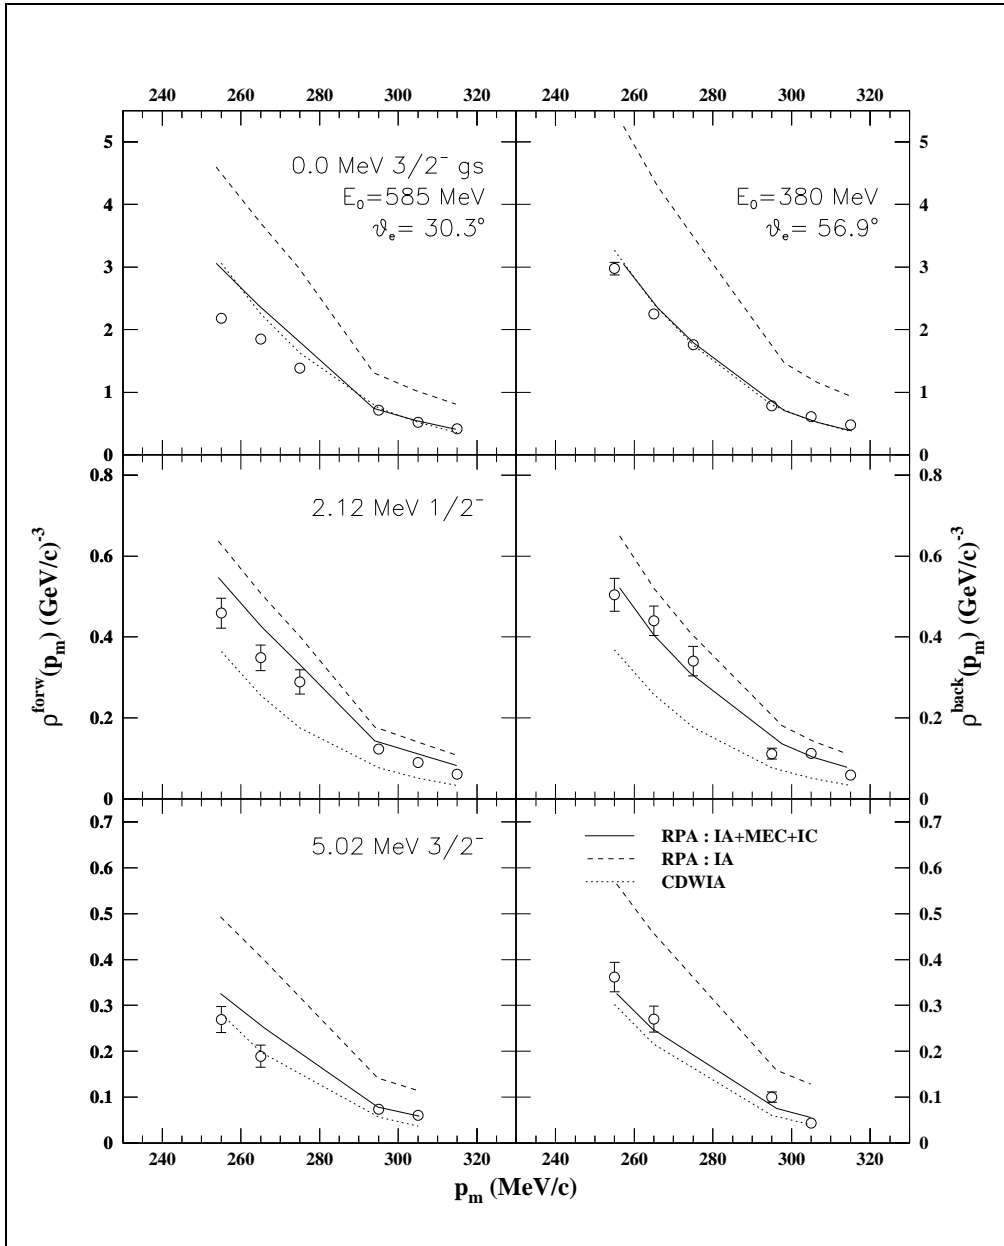 240 260 280 300 320 240 260 280 300 320
5 5
0.0 MeV 3/2⁻ gs
E₀=585 MeV E₀=380 MeV
ϑₑ= 30.3° ϑₑ= 56.9°
4 4
3 3
2 2
1 1
0 0
0.8 0.8
2.12 MeV 1/2⁻
0.6 0.6
0.4 0.4
0.2 0.2
0 0
ρ^forw(p_m) (GeV/c)⁻³
ρ^back(p_m) (GeV/c)⁻³
0.7 0.7
5.02 MeV 3/2⁻
RPA : IA+MEC+IC
RPA : IA
CDWIA
0.6 0.6
0.5 0.5
0.4 0.4
0.3 0.3
0.2 0.2
0.1 0.1
0 0
240 260 280 300 320 240 260 280 300 320
p_m (MeV/c)